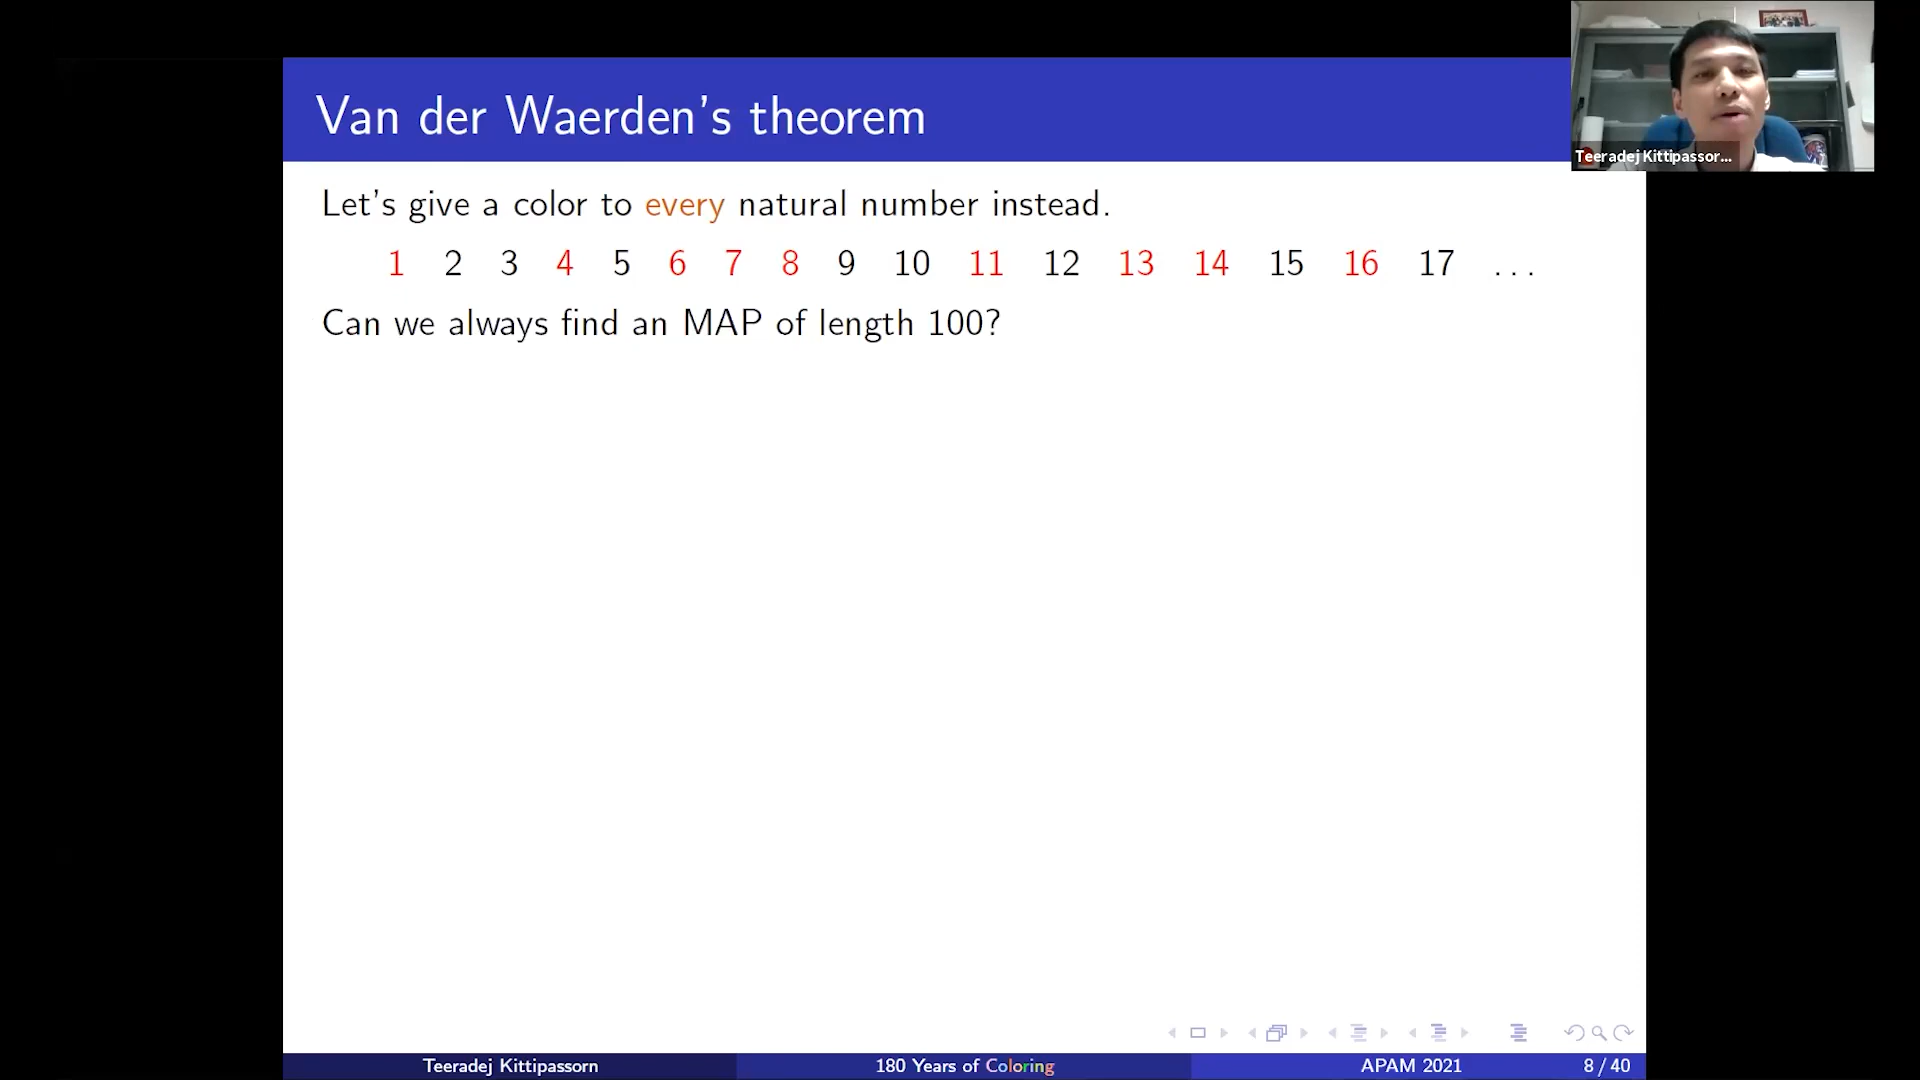 Van der Waerden's theorem
Teeradej Kittipassor...
Let's give a color to every natural number instead.
1 2 3 4 5 6 7 8 9 10 11 12 13 14 15 16 17 ...
Can we always find an MAP of length 100?
Teeradej Kittipassorn 180 Years of Coloring APAM 2021 8 / 40